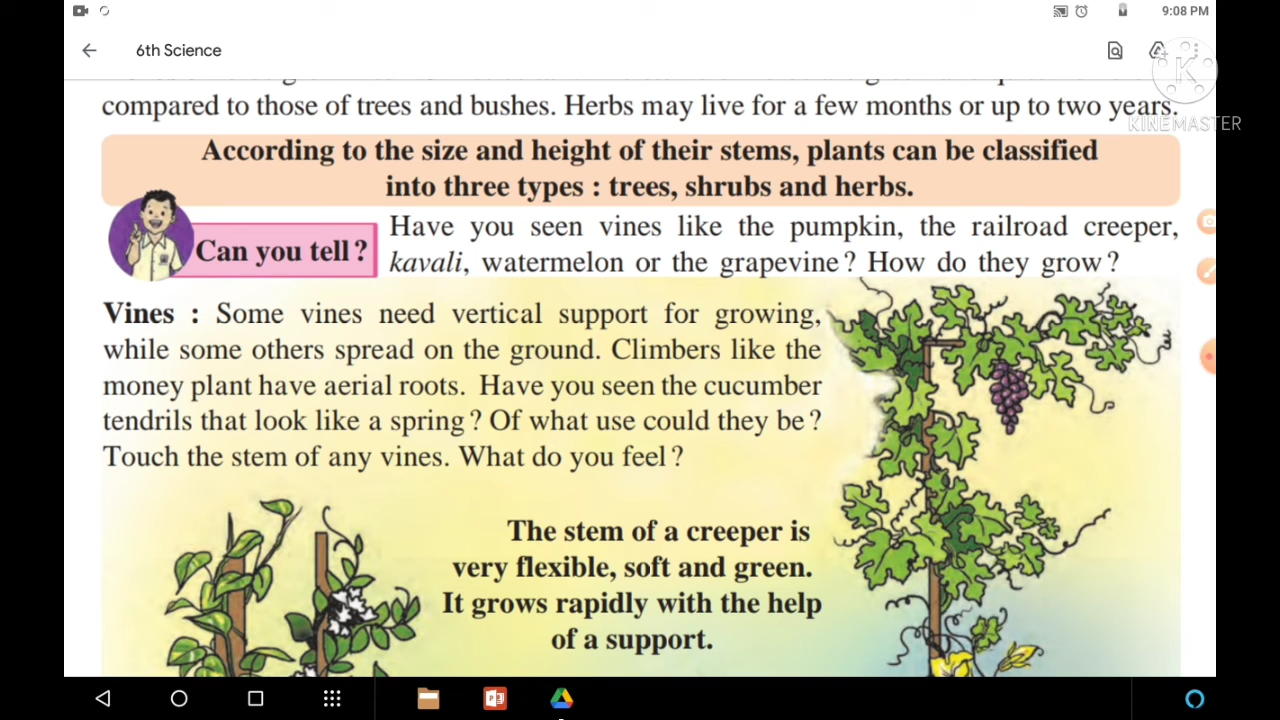 9:08 PM
6th Science
compared to those of trees and bushes. Herbs may live for a few months or up to two years.
KINEMASTER
According to the size and height of their stems, plants can be classified
into three types : trees, shrubs and herbs.
Can you tell ?
Have you seen vines like the pumpkin, the railroad creeper,
kavali, watermelon or the grapevine ? How do they grow ?
Vines : Some vines need vertical support for growing,
while some others spread on the ground. Climbers like the
money plant have aerial roots. Have you seen the cucumber
tendrils that look like a spring ? Of what use could they be ?
Touch the stem of any vines. What do you feel ?
The stem of a creeper is
very flexible, soft and green.
It grows rapidly with the help
of a support.